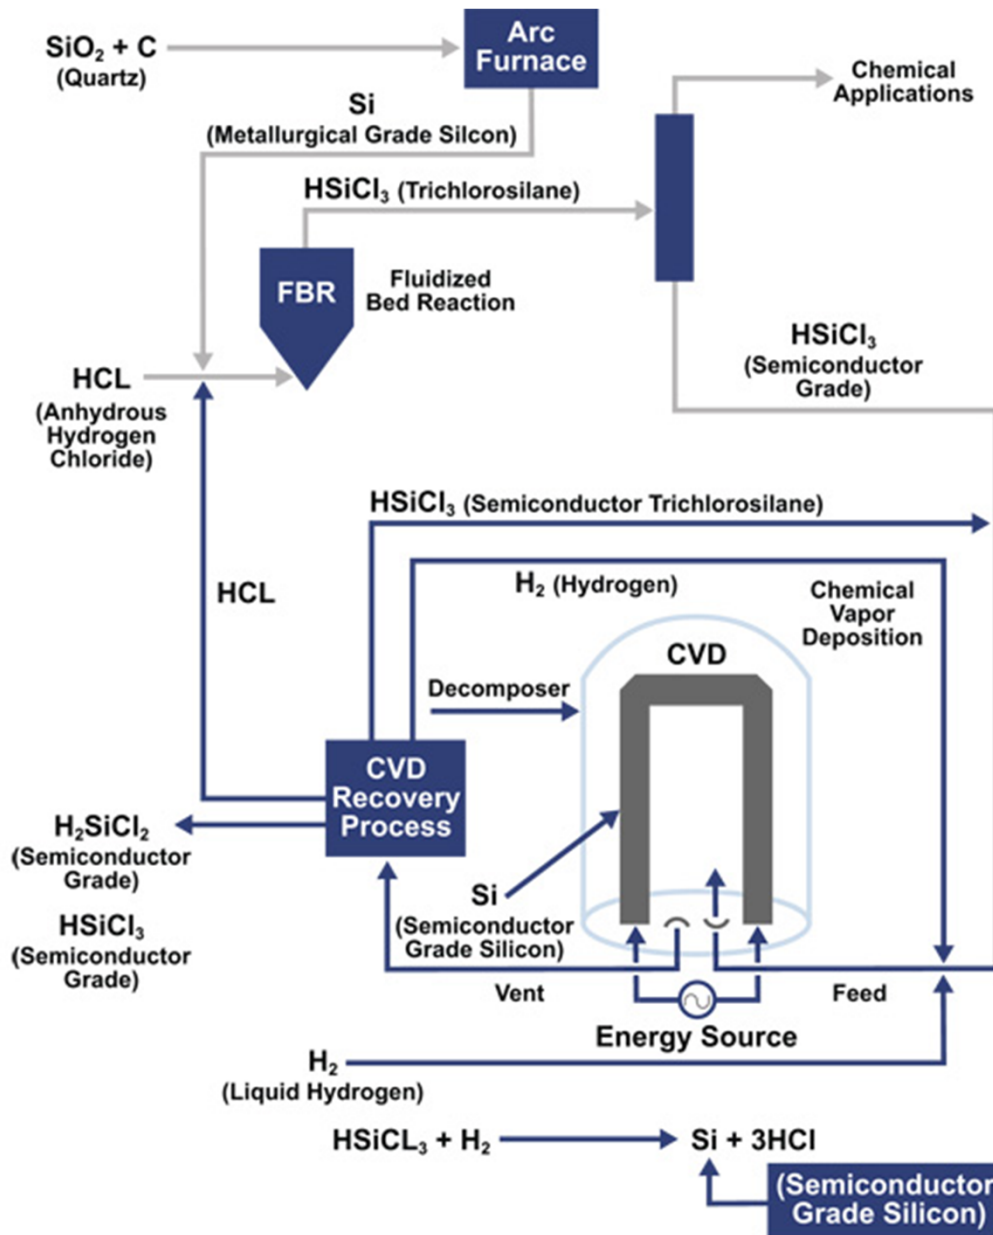 SiO₂ + C
(Quartz)
Arc
Furnace
Chemical
Applications
Si
(Metallurgical Grade Silcon)
HSiCl₃ (Trichlorosilane)
FBR
Fluidized
Bed Reaction
HSiCl₃
(Semiconductor
Grade)
HCL
(Anhydrous
Hydrogen
Chloride)
HSiCl₃ (Semiconductor Trichlorosilane)
H₂ (Hydrogen)
HCL
Chemical
Vapor
Deposition
CVD
Decomposer
CVD
Recovery
Process
H₂SiCl₂
(Semiconductor
Grade)
HSiCl₃
(Semiconductor
Grade)
Si
(Semiconductor
Grade Silicon)
Vent
Feed
Energy Source
H₂
(Liquid Hydrogen)
HSiCL₃ + H₂
Si + 3HCl
(Semiconductor
Grade Silicon)